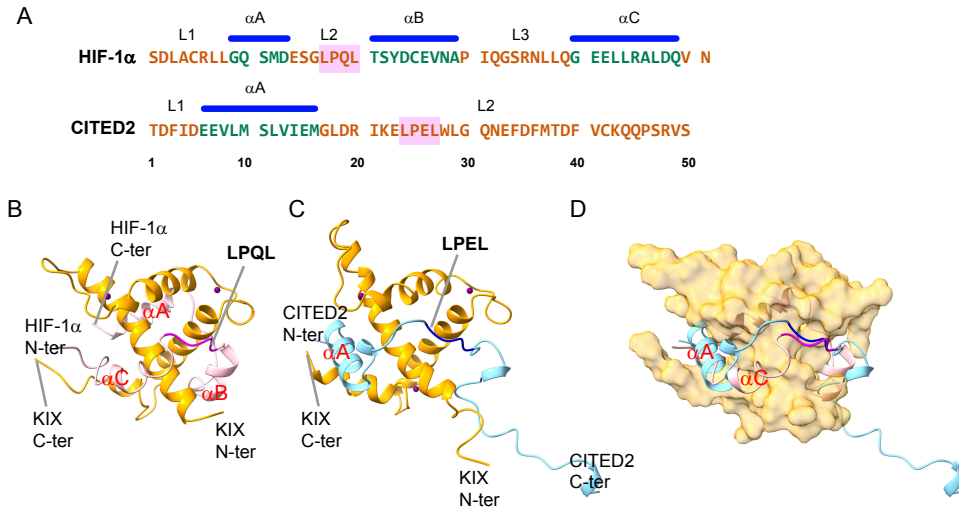 A
αA αB αC
L1 L2 L3
HIF-1α SDLACRLLGQ SMDESGLPQL TSYDCEVNAP IQGSRNLLQG EELLRALDQV N
αA
L1 L2
CITED2 TDFIDEEVLM SLVIEMGLDR IKELPELWLG QNEFDFMTDF VCKQQPSRVS
1 10 20 30 40 50
B
HIF-1α
C-ter
LPQL
αA
HIF-1α
N-ter
αC
αB
KIX
C-ter
KIX
N-ter
C
LPEL
CITED2
N-ter
αA
KIX
C-ter
KIX
N-ter
CITED2
C-ter
D
αA
αC